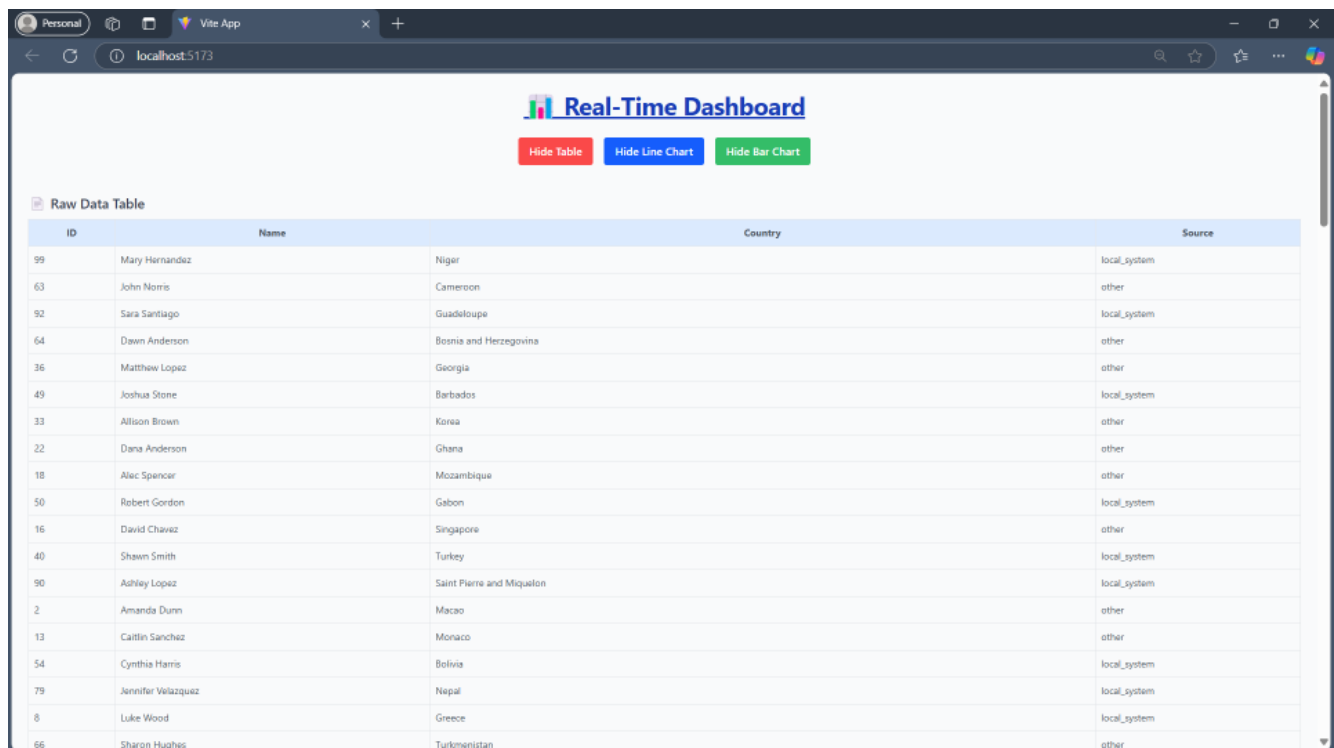 Personal
Vite App
localhost:5173
Real-Time Dashboard
Hide Table Hide Line Chart Hide Bar Chart
Raw Data Table
ID Name Country Source
99 Mary Hernandez Niger local_system
63 John Norris Cameroon other
92 Sara Santiago Guadeloupe local_system
64 Dawn Anderson Bosnia and Herzegovina other
36 Matthew Lopez Georgia other
49 Joshua Stone Barbados local_system
33 Allison Brown Korea other
22 Dana Anderson Ghana other
18 Alec Spencer Mozambique other
50 Robert Gordon Gabon local_system
16 David Chavez Singapore other
40 Shawn Smith Turkey local_system
90 Ashley Lopez Saint Pierre and Miquelon local_system
2 Amanda Dunn Macao other
13 Caitlin Sanchez Monaco other
54 Cynthia Harris Bolivia local_system
79 Jennifer Velazquez Nepal local_system
8 Luke Wood Greece local_system
66 Sharon Hughes Turkmenistan other